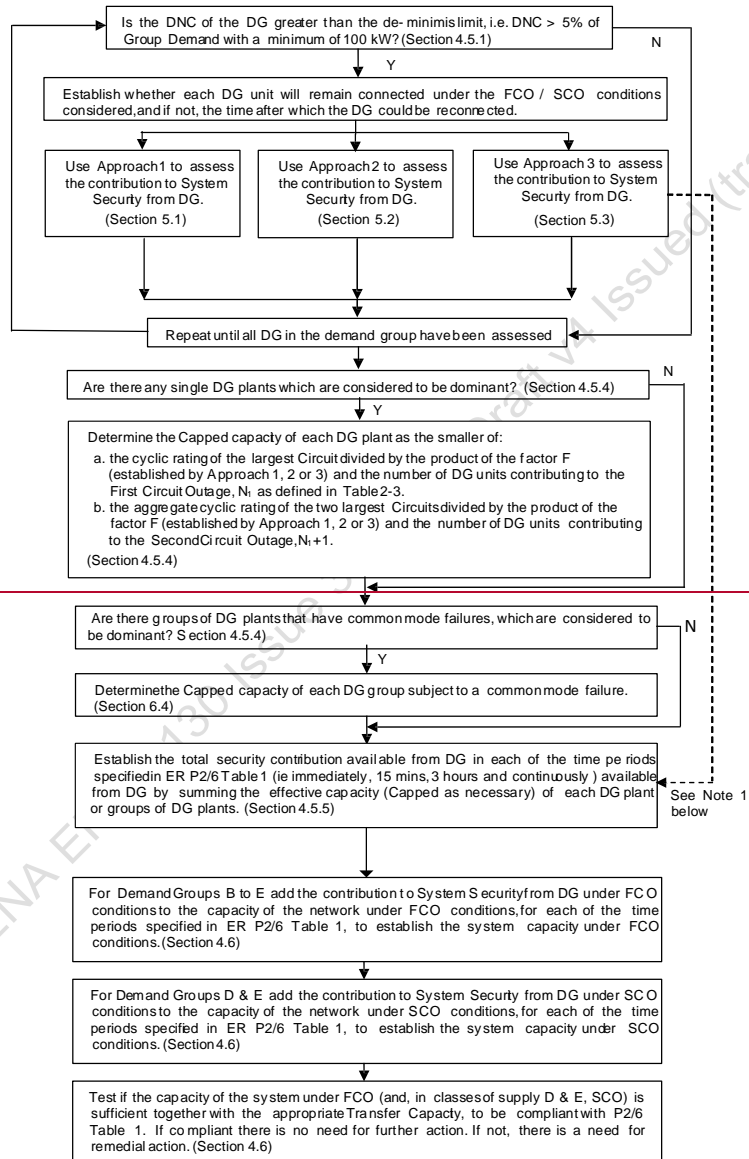 Is the DNC of the DG greater than the de-minimis limit, i.e. DNC > 5% of
Group Demand with a minimum of 100 kW? (Section 4.5.1)
N
Y
Establish whether each DG unit will remain connected under the FCO / SCO conditions
considered, and if not, the time after which the DG could be reconnected.
Use Approach 1 to assess
the contribution to System
Security from DG.
(Section 5.1)
Use Approach 2 to assess
the contribution to System
Security from DG.
(Section 5.2)
Use Approach 3 to assess
the contribution to System
Security from DG.
(Section 5.3)
Repeat until all DG in the demand group have been assessed
N
Are there any single DG plants which are considered to be dominant? (Section 4.5.4)
Y
Determine the Capped capacity of each DG plant as the smaller of:
a. the cyclic rating of the largest Circuit divided by the product of the factor F
(established by Approach 1, 2 or 3) and the number of DG units contributing to the
First Circuit Outage, N₁ as defined in Table 2-3.
b. the aggregate cyclic rating of the two largest Circuits divided by the product of the
factor F (established by Approach 1, 2 or 3) and the number of DG units contributing
to the Second Circuit Outage, N₁+1.
(Section 4.5.4)
Are there groups of DG plants that have common mode failures, which are considered to
be dominant? Section 4.5.4)
N
Y
Determine the Capped capacity of each DG group subject to a common mode failure.
(Section 6.4)
Establish the total security contribution available from DG in each of the time periods
specified in ER P2/6 Table 1 (ie immediately, 15 mins, 3 hours and continuously) available
from DG by summing the effective capacity (Capped as necessary) of each DG plant
or groups of DG plants. (Section 4.5.5)
See Note 1
below
For Demand Groups B to E add the contribution to System Security from DG under FCO
conditions to the capacity of the network under FCO conditions, for each of the time
periods specified in ER P2/6 Table 1, to establish the system capacity under FCO
conditions. (Section 4.6)
For Demand Groups D & E add the contribution to System Security from DG under SCO
conditions to the capacity of the network under SCO conditions, for each of the time
periods specified in ER P2/6 Table 1, to establish the system capacity under SCO
conditions. (Section 4.6)
Test if the capacity of the system under FCO (and, in classes of supply D & E, SCO) is
sufficient together with the appropriate Transfer Capacity, to be compliant with P2/6
Table 1. If compliant there is no need for further action. If not, there is a need for
remedial action. (Section 4.6)
ENA
130 Issue
Draft v4 Issued